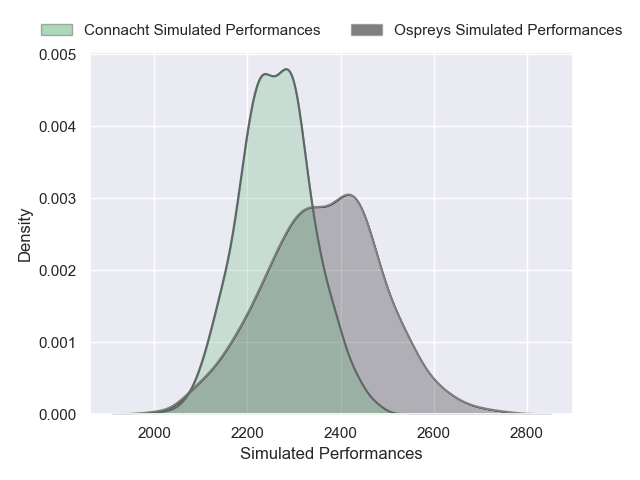 Connacht Simulated Performances
Ospreys Simulated Performances
0.005
0.004
0.003
0.002
0.001
0.000
Density
2000
2200
2400
2600
2800
Simulated Performances